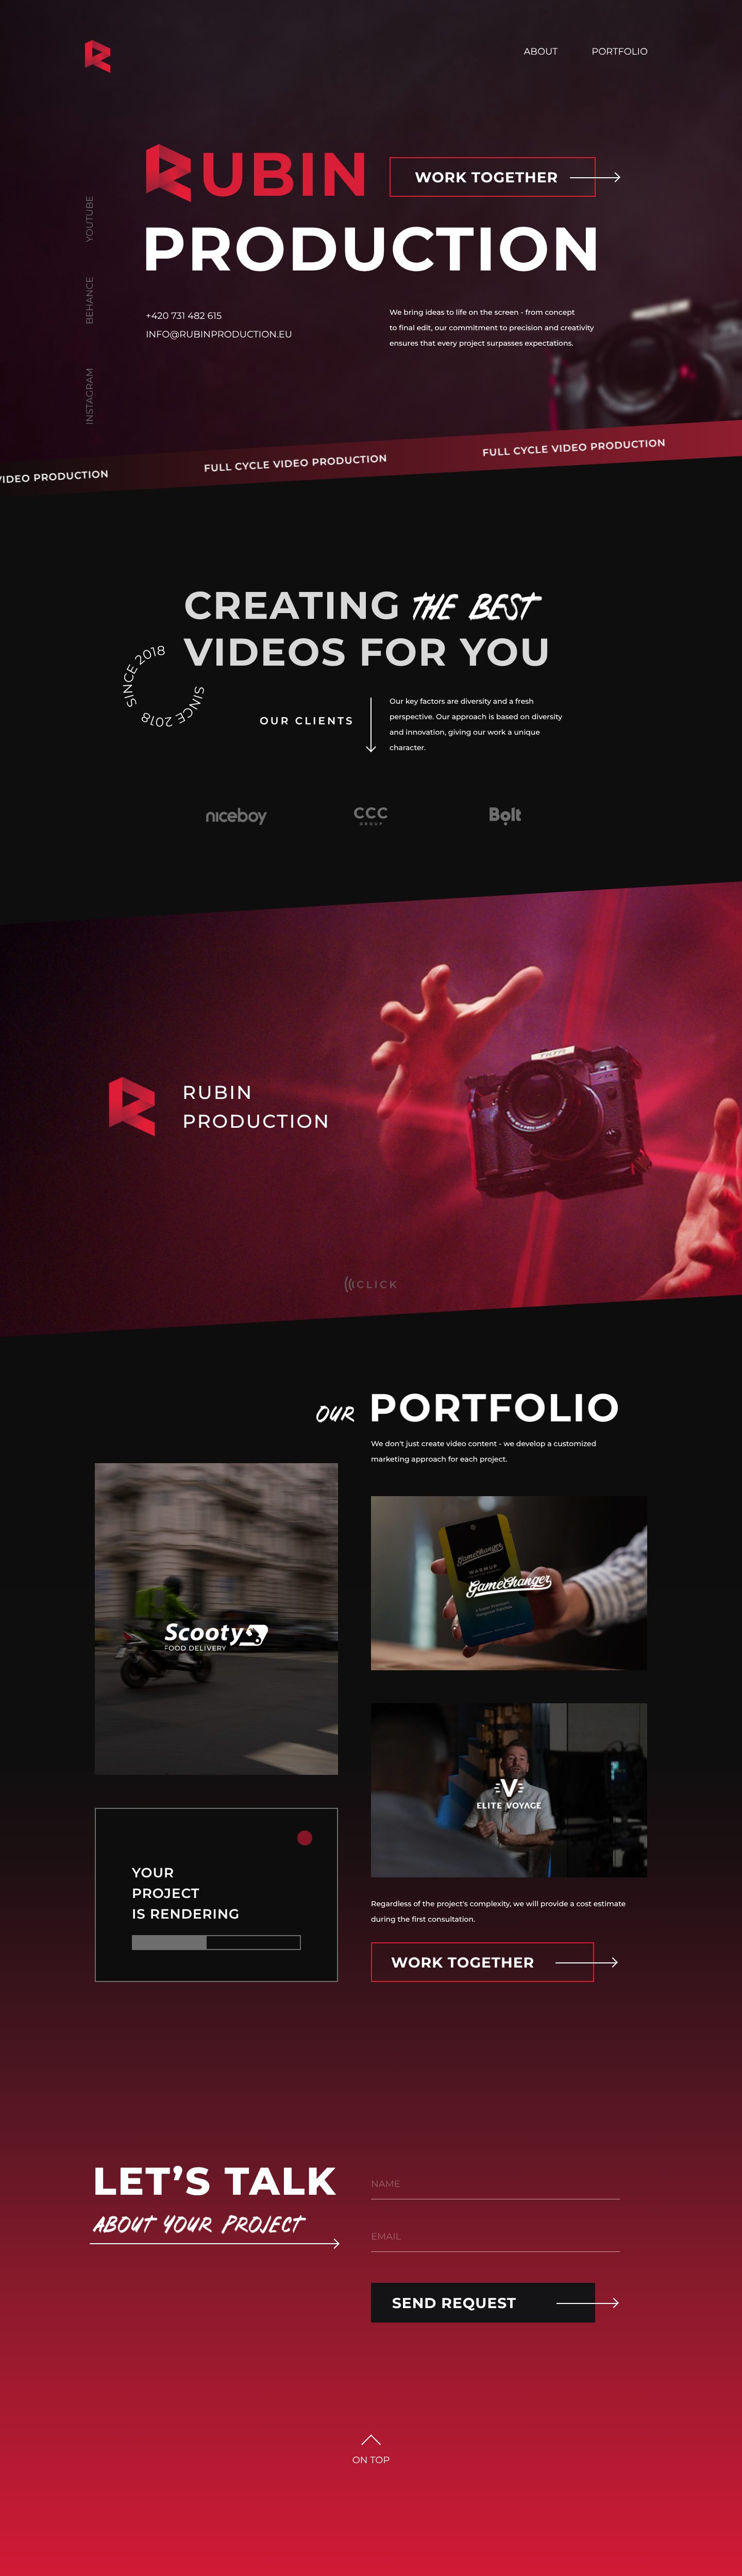 ABOUT
PORTFOLIO
RUBIN
WORK TOGETHER
PRODUCTION
YOUTUBE
BEHANCE
INSTAGRAM
+420 731 482 615
INFO@RUBINPRODUCTION.EU
We bring ideas to life on the screen - from concept
to final edit, our commitment to precision and creativity
ensures that every project surpasses expectations.
VIDEO PRODUCTION
FULL CYCLE VIDEO PRODUCTION
FULL CYCLE VIDEO PRODUCTION
CREATING THE BEST
VIDEOS FOR YOU
SINCE 2018
SINCE 2018
OUR CLIENTS
Our key factors are diversity and a fresh
perspective. Our approach is based on diversity
and innovation, giving our work a unique
character.
niceboy
CCC
GROUP
Bolt
RUBIN
PRODUCTION
CLICK
OUR PORTFOLIO
We don't just create video content - we develop a customized
marketing approach for each project.
Scooty
FOOD DELIVERY
GameChanger
WARMUP
GameChanger
ELITE VOYAGE
YOUR
PROJECT
IS RENDERING
Regardless of the project's complexity, we will provide a cost estimate
during the first consultation.
WORK TOGETHER
LET'S TALK
ABOUT YOUR PROJECT
NAME
EMAIL
SEND REQUEST
ON TOP